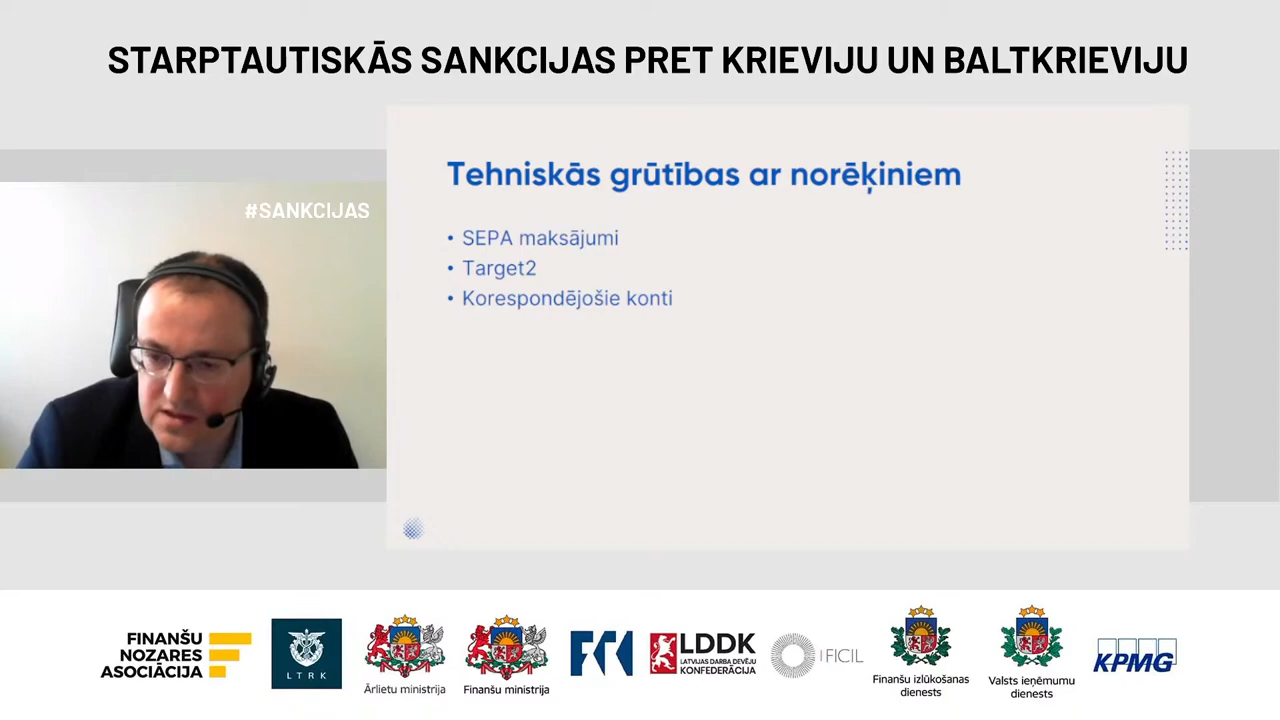 STARPTAUTISKĀS SANKCIJAS PRET KRIEVIJU UN BALTKRIEVIJU
#SANKCIJAS
Tehniskās grūtības ar norēķiniem
• SEPA maksājumi
• Target2
• Korespondējošie konti
FINANŠU
NOZARES
ASOCIĀCIJA
LTRK
Ārlietu ministrija
Finanšu ministrija
FKTK
LDDK
LATVIJAS DARBA DEVĒJU
KONFEDERĀCIJA
FICIL
Finanšu izlūkošanas
dienests
Valsts ieņēmumu
dienests
KPMG